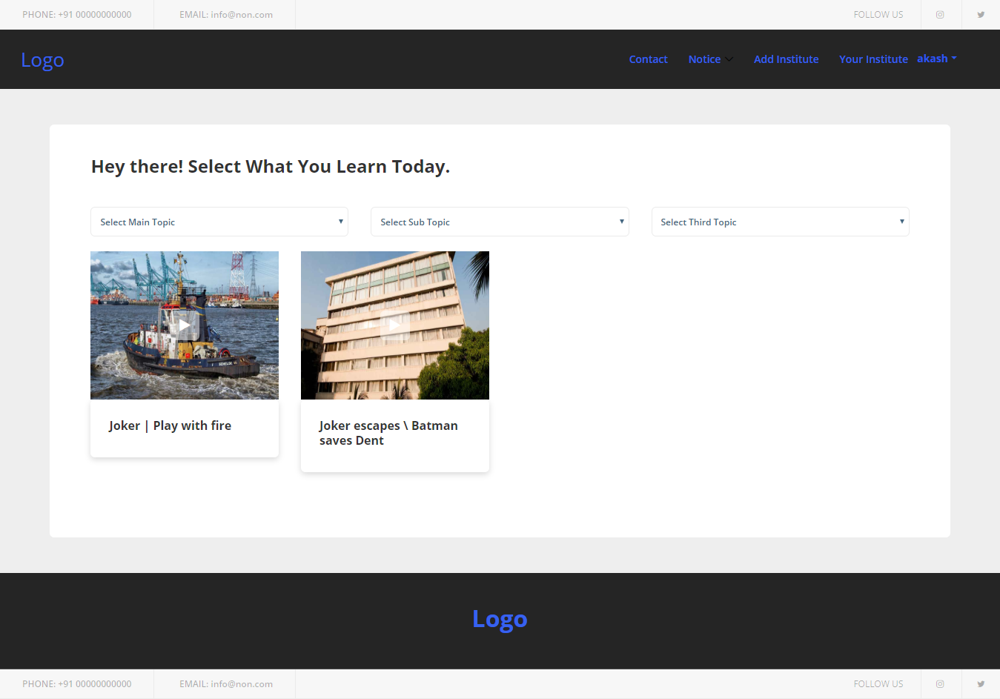 PHONE: +91 00000000000 EMAIL: info@non.com FOLLOW US
Logo Contact Notice Add Institute Your Institute akash
Hey there! Select What You Learn Today.
Select Main Topic Select Sub Topic Select Third Topic
Joker | Play with fire
Joker escapes \ Batman
saves Dent
Logo
PHONE: +91 00000000000 EMAIL: info@non.com FOLLOW US